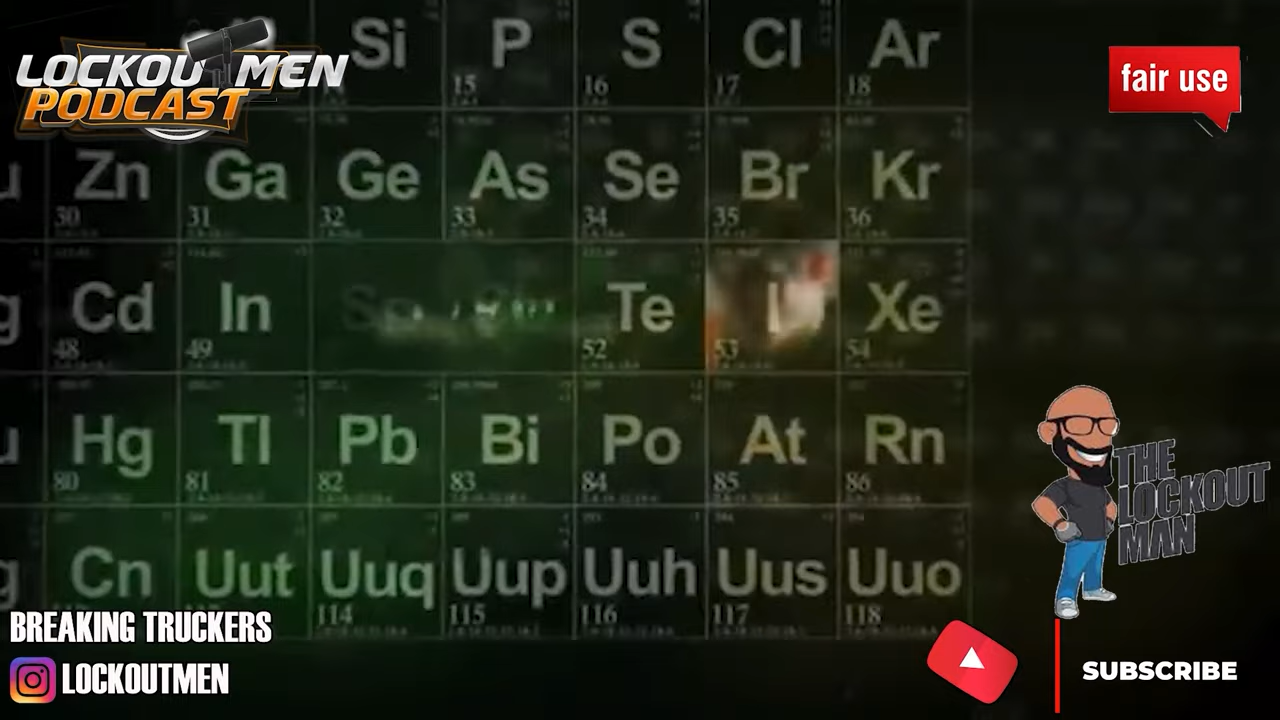 LOCKOUTMEN
PODCAST
fair use
Si P S Cl Ar
15 16 17 18
Zn Ga Ge As Se Br Kr
30 31 32 33 34 35 36
Cd In Te I Xe
48 49 52 53 54
Hg Tl Pb Bi Po At Rn
80 81 82 83 84 85 86
Cn Uut Uuq Uup Uuh Uus Uuo
114 115 116 117 118
THE
LOCKOUT
MAN
BREAKING TRUCKERS
LOCKOUTMEN
SUBSCRIBE